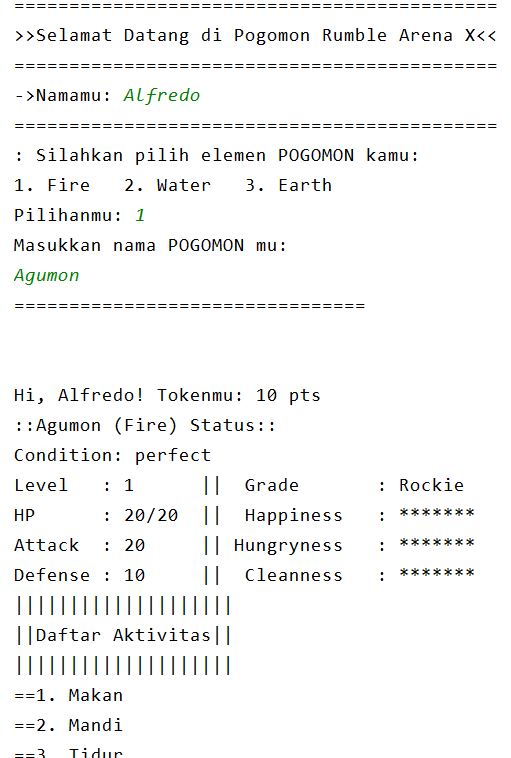 ============================================
>>Selamat Datang di Pogomon Rumble Arena X<<
============================================
->Namamu: Alfredo
============================================
: Silahkan pilih elemen POGOMON kamu:
1. Fire   2. Water   3. Earth
Pilihanmu: 1
Masukkan nama POGOMON mu:
Agumon
================================
Hi, Alfredo! Tokenmu: 10 pts
::Agumon (Fire) Status::
Condition: perfect
Level   : 1      ||  Grade       : Rockie
HP      : 20/20  ||  Happiness   : *******
Attack  : 20     || Hungryness   : *******
Defense : 10     ||  Cleanness   : *******
||||||||||||||||||||
||Daftar Aktivitas||
||||||||||||||||||||
==1. Makan
==2. Mandi
==3. Tidur